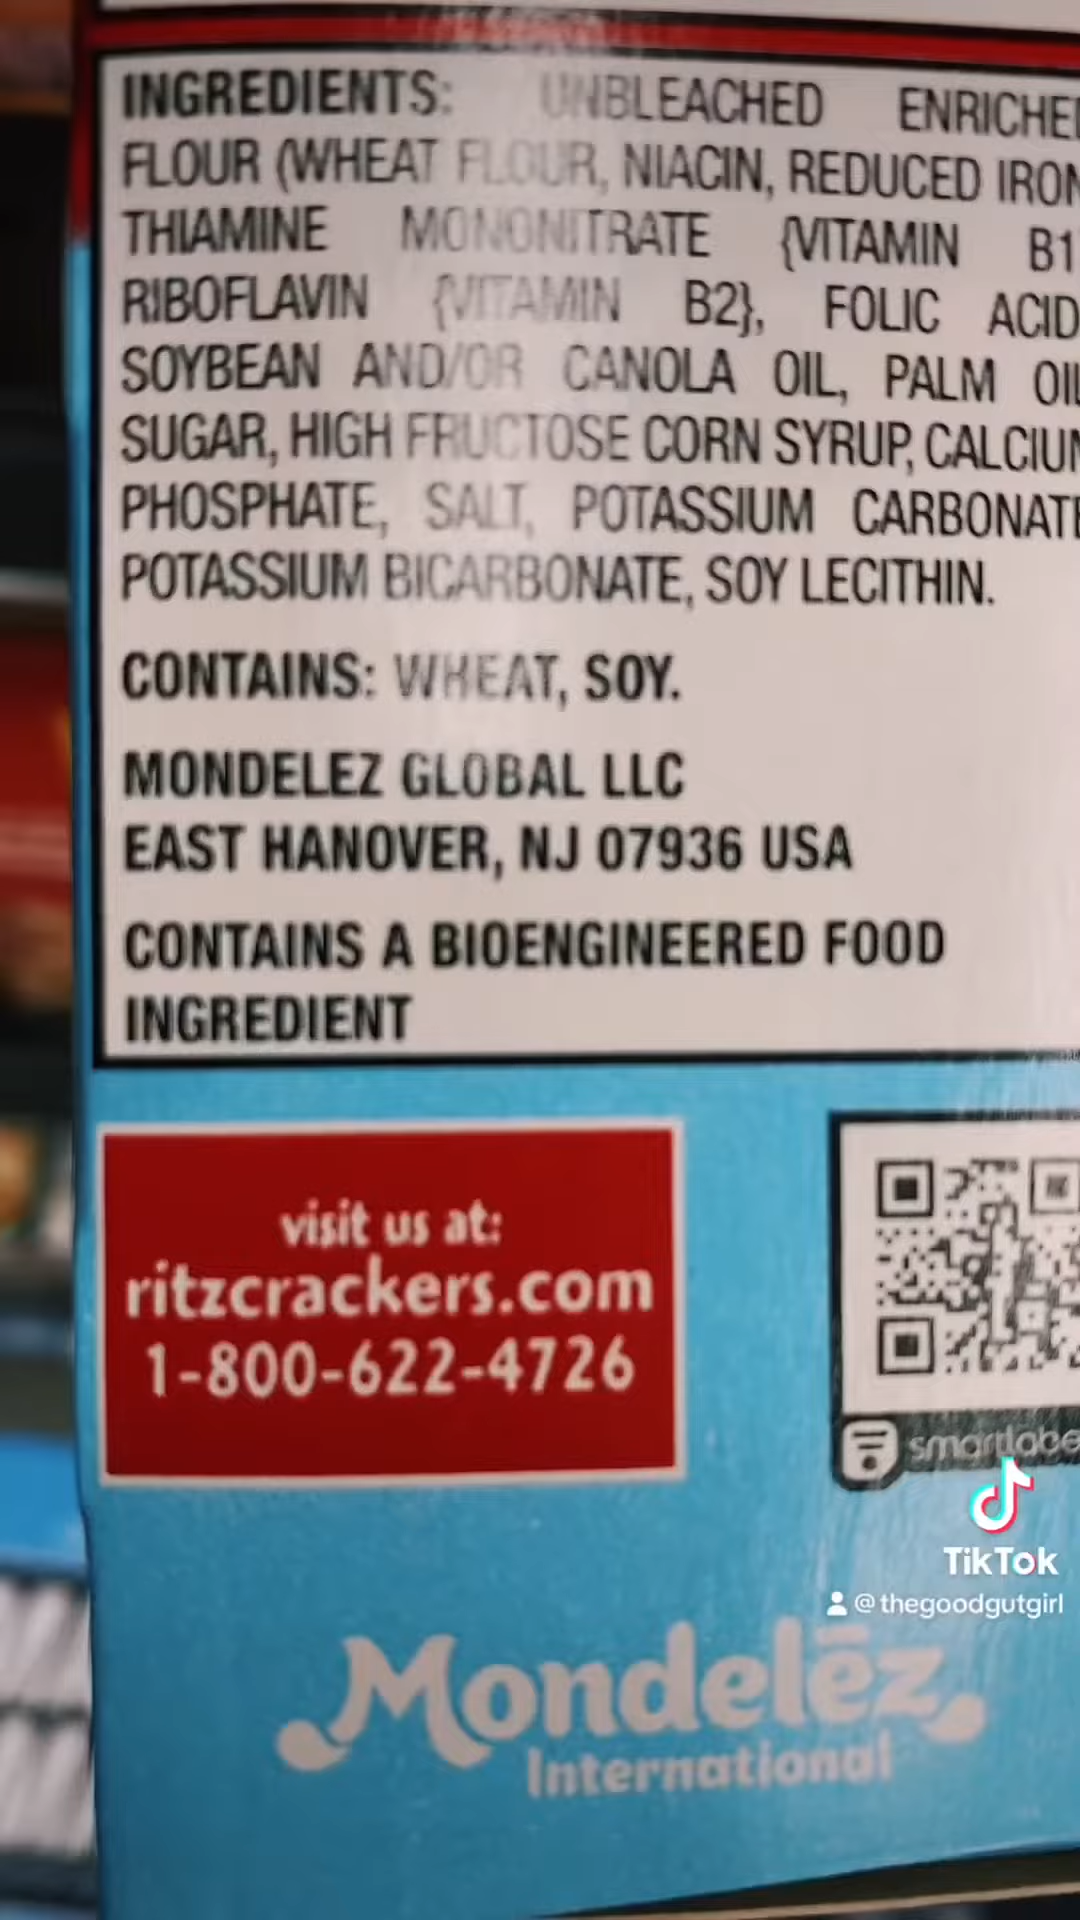 INGREDIENTS: UNBLEACHED ENRICHED
FLOUR (WHEAT FLOUR, NIACIN, REDUCED IRON
THIAMINE MONONITRATE {VITAMIN B1
RIBOFLAVIN {VITAMIN B2}, FOLIC ACID
SOYBEAN AND/OR CANOLA OIL, PALM OIL
SUGAR, HIGH FRUCTOSE CORN SYRUP, CALCIUM
PHOSPHATE, SALT, POTASSIUM CARBONATE
POTASSIUM BICARBONATE, SOY LECITHIN.
CONTAINS: WHEAT, SOY.
MONDELEZ GLOBAL LLC
EAST HANOVER, NJ 07936 USA
CONTAINS A BIOENGINEERED FOOD
INGREDIENT
visit us at:
ritzcrackers.com
1-800-622-4726
smartlabe
TikTok
@thegoodgutgirl
Mondelēz
International